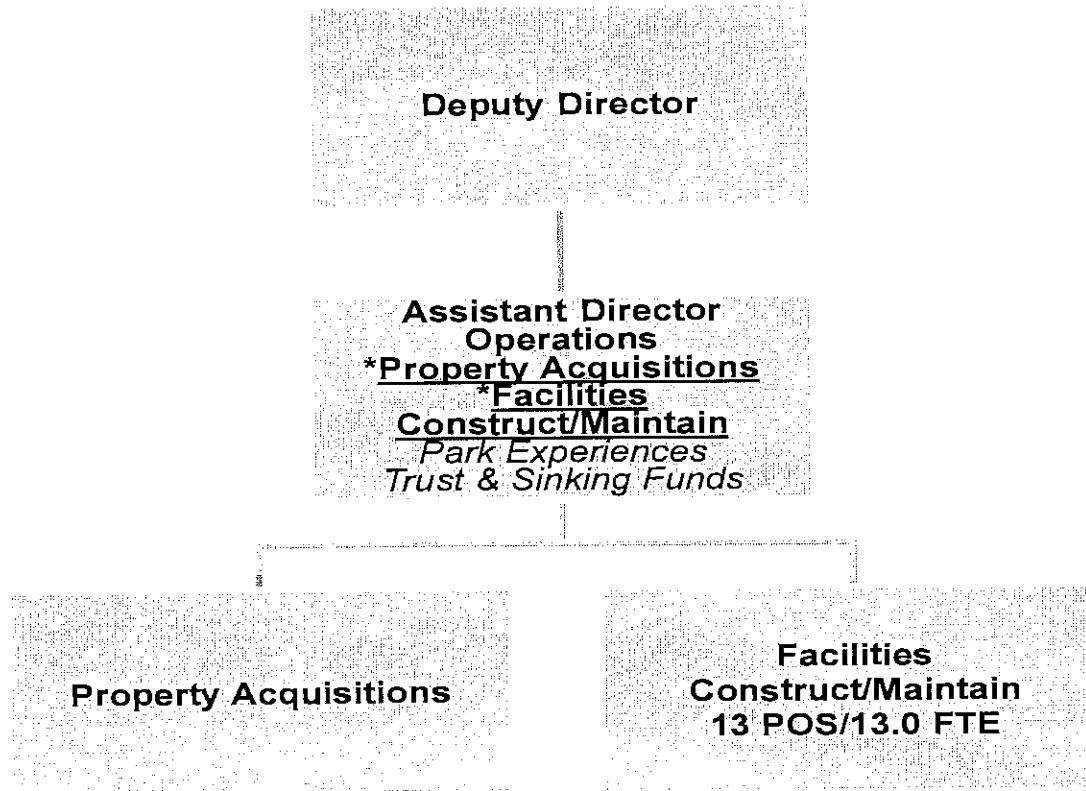 Deputy Director
Assistant Director
Operations
*Property Acquisitions
*Facilities
Construct/Maintain
Park Experiences
Trust & Sinking Funds
Property Acquisitions
Facilities
Construct/Maintain
13 POS/13.0 FTE